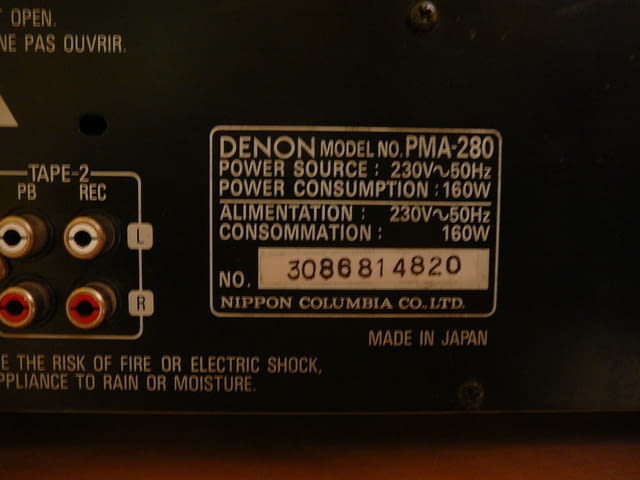 OPEN.
NE PAS OUVRIR.
TAPE-2
PB REC
L
R
DENON MODEL NO. PMA-280
POWER SOURCE : 230V~50Hz
POWER CONSUMPTION : 160W
ALIMENTATION : 230V~50Hz
CONSOMMATION : 160W
NO. 3086814820
NIPPON COLUMBIA CO., LTD.
MADE IN JAPAN
THE RISK OF FIRE OR ELECTRIC SHOCK,
PPLIANCE TO RAIN OR MOISTURE.